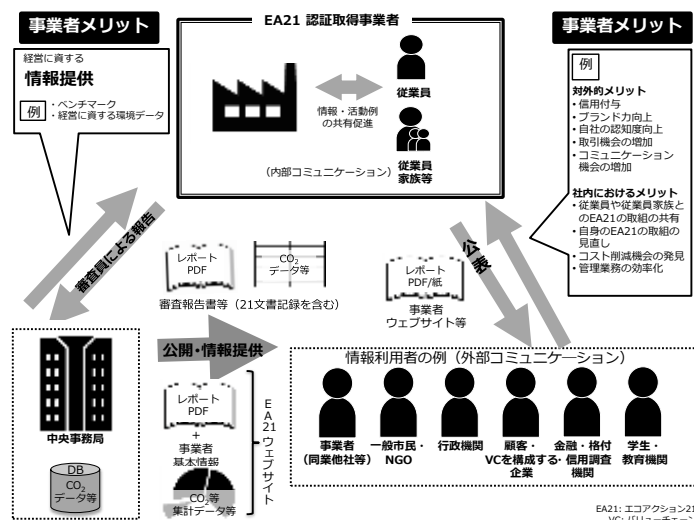 事業者メリット
経営に資する
情報提供
例
・ベンチマーク
・経営に資する環境データ
EA21 認証取得事業者
従業員
情報・活動例
の共有促進
(内部コミュニケーション)
従業員
家族等
事業者メリット
例
対外的メリット
・信用付与
・ブランド力向上
・自社の認知度向上
・取引機会の増加
・コミュニケーション
機会の増加
社内におけるメリット
・従業員や従業員家族と
のEA21の取組の共有
・自身のEA21の取組の
見直し
・コスト削減機会の発見
・管理業務の効率化
審査員による報告
レポート
PDF
CO2
データ等
審査報告書等(21文書記録を含む)
公表
レポート
PDF/紙
事業者
ウェブサイト等
中央事務局
DB
CO2
データ等
公開・情報提供
レポート
PDF
+
事業者
基本情報
CO2等
集計データ等
EA21ウェブサイト
情報利用者の例(外部コミュニケーション)
事業者
(同業他社等)
一般市民・
NGO
行政機関
顧客・
VCを構成する
企業
金融・格付
・信用調査
機関
学生・
教育機関
EA21: エコアクション21
VC: バリューチェーン